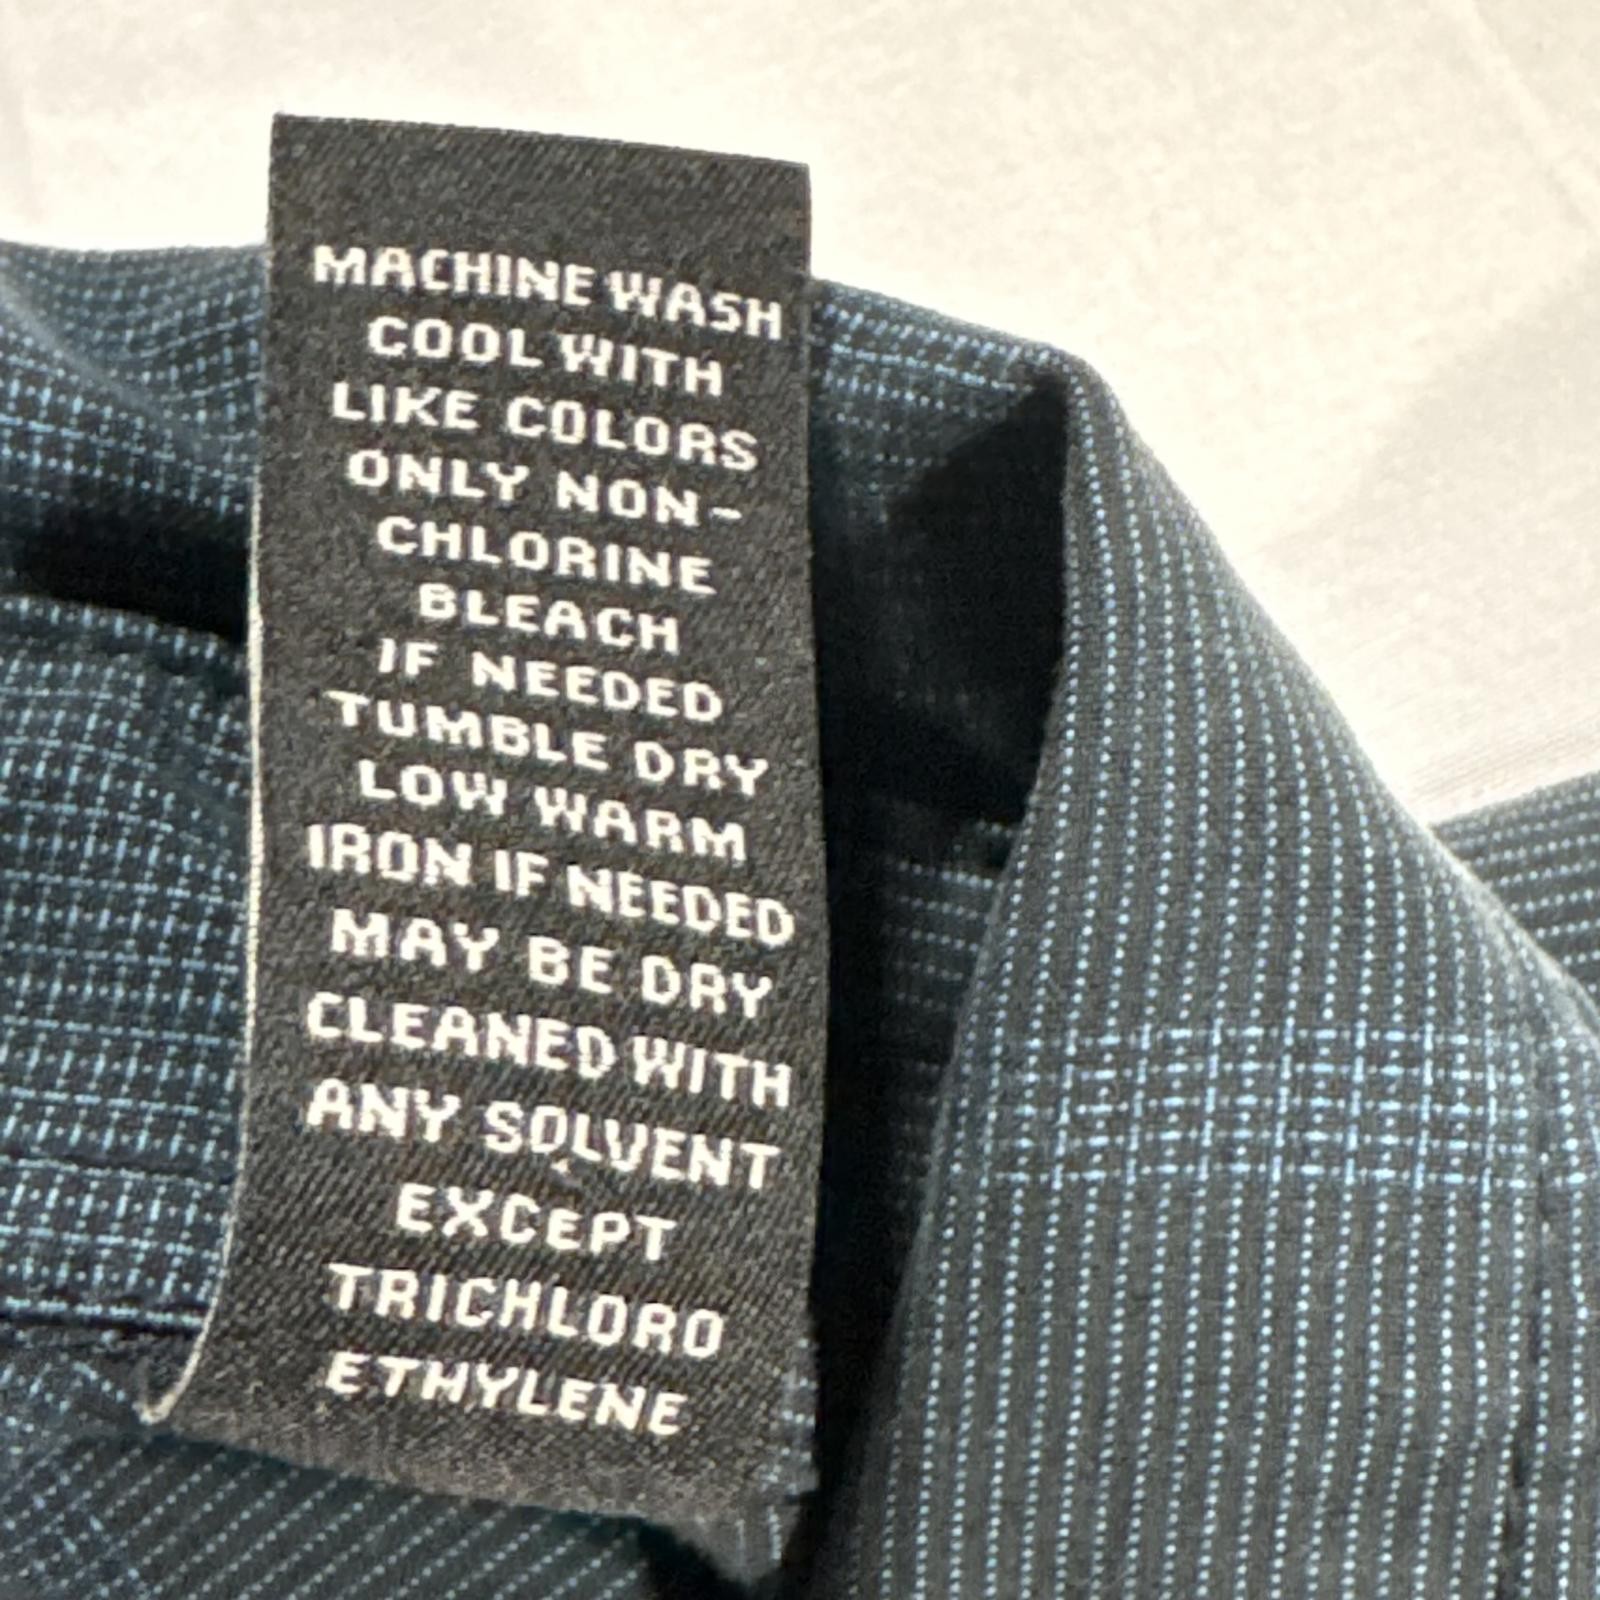 MACHINE WASH
COOL WITH
LIKE COLORS
ONLY NON-
CHLORINE
BLEACH
IF NEEDED
TUMBLE DRY
LOW WARM
IRON IF NEEDED
MAY BE DRY
CLEANED WITH
ANY SOLVENT
EXCEPT
TRICHLORO
ETHYLENE